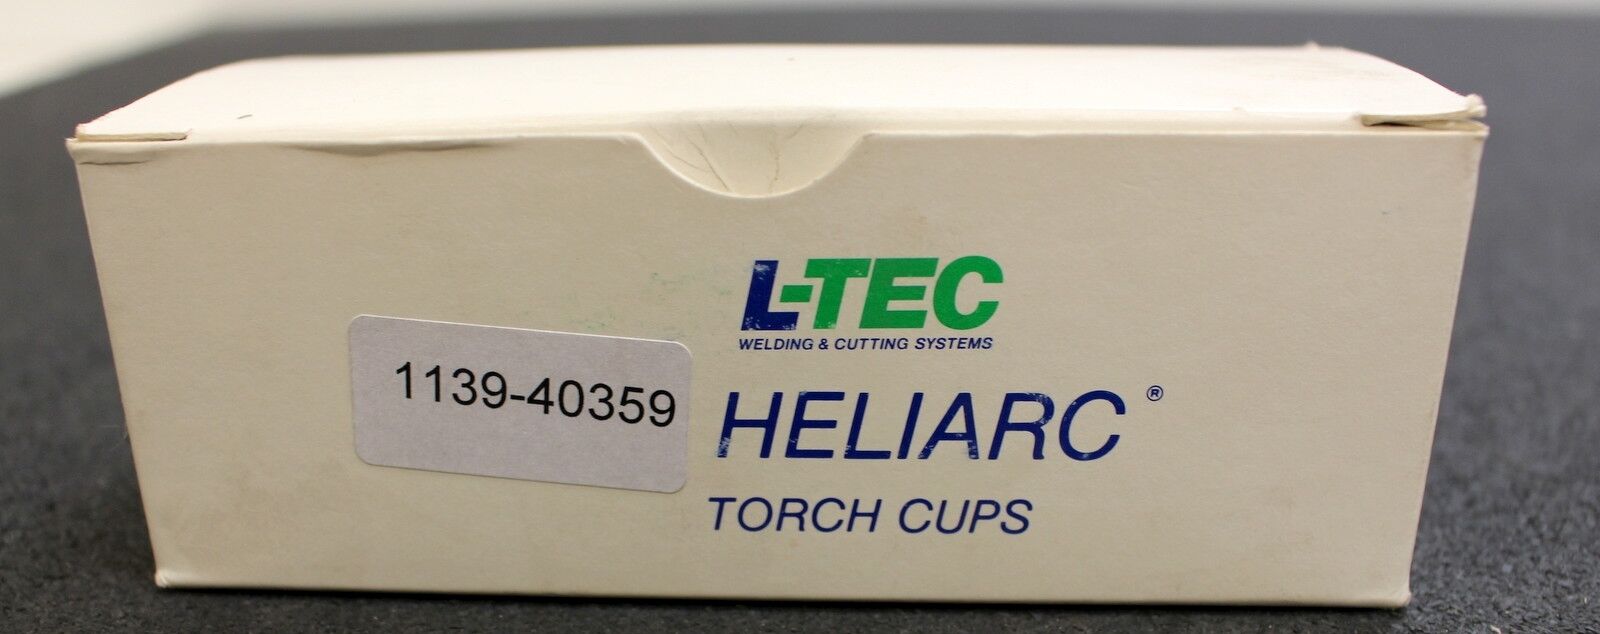 L-TEC
WELDING & CUTTING SYSTEMS
1139-40359
HELIARC®
TORCH CUPS